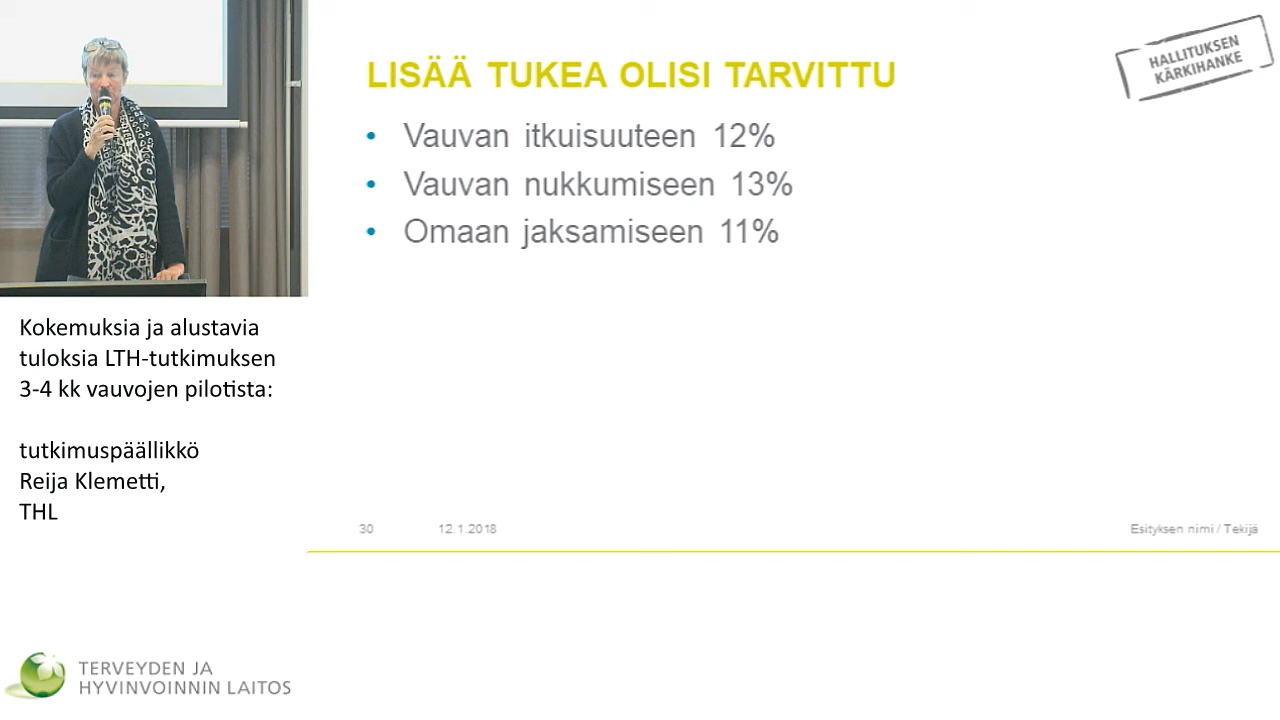 LISÄÄ TUKEA OLISI TARVITTU
• Vauvan itkuisuuteen 12%
• Vauvan nukkumiseen 13%
• Omaan jaksamiseen 11%
HALLITUKSEN
KÄRKIHANKE
Kokemuksia ja alustavia
tuloksia LTH-tutkimuksen
3-4 kk vauvojen pilotista:
tutkimuspäällikkö
Reija Klemetti,
THL
30 12.1.2018 Esityksen nimi / Tekijä
TERVEYDEN JA
HYVINVOINNIN LAITOS